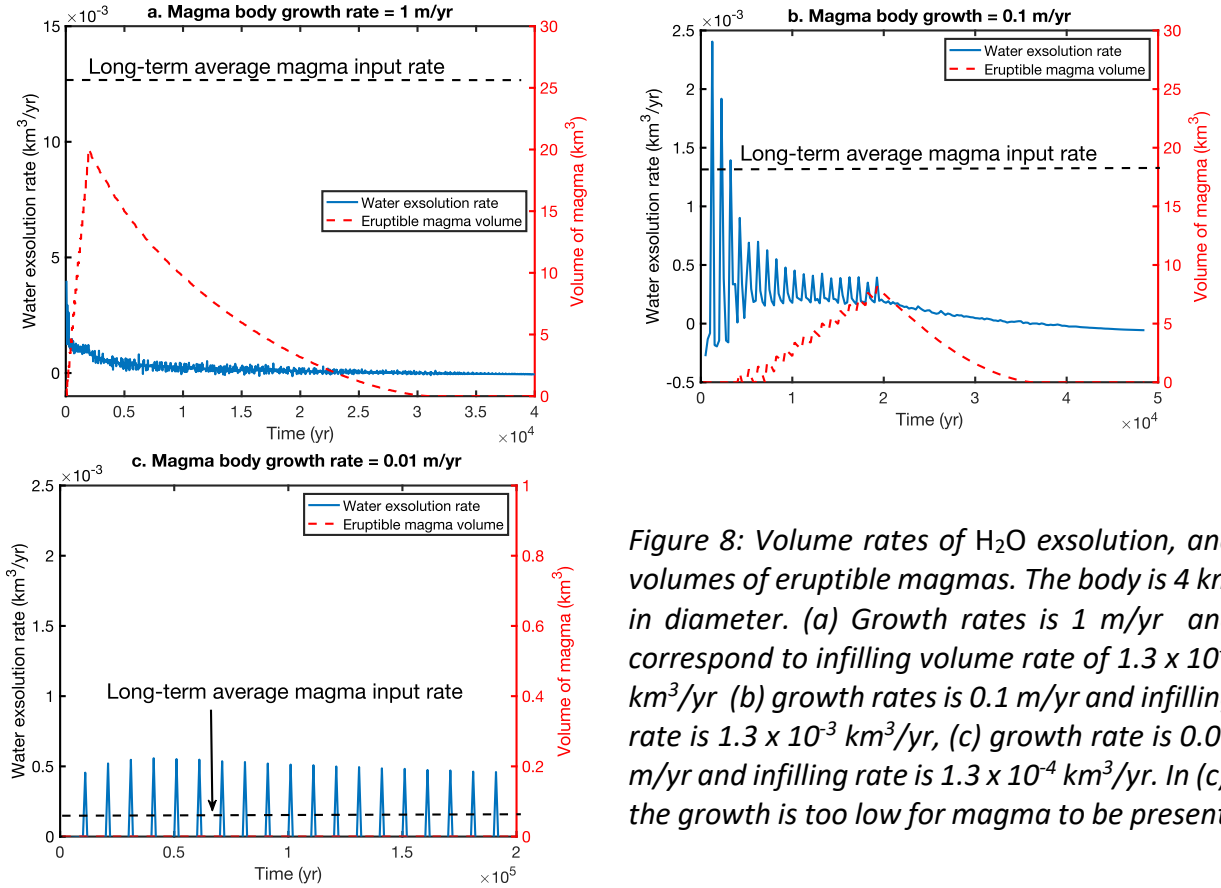 a. Magma body growth rate = 1 m/yr
×10⁻³
15
10
5
0
Water exsolution rate (km³/yr)
Long-term average magma input rate
Water exsolution rate
Eruptible magma volume
30
25
20
15
10
5
0
Volume of magma (km³)
0 0.5 1 1.5 2 2.5 3 3.5 4
Time (yr)
×10⁴
b. Magma body growth = 0.1 m/yr
×10⁻³
2.5
2
1.5
1
0.5
0
-0.5
Water exsolution rate (km³/yr)
Water exsolution rate
Eruptible magma volume
Long-term average magma input rate
30
25
20
15
10
5
0
Volume of magma (km³)
0 1 2 3 4 5
Time (yr)
×10⁴
c. Magma body growth rate = 0.01 m/yr
×10⁻³
2.5
2
1.5
1
0.5
0
Water exsolution rate (km³/yr)
Water exsolution rate
Eruptible magma volume
Long-term average magma input rate
1
0.8
0.6
0.4
0.2
0
Volume of magma (km³)
0 0.5 1 1.5 2
Time (yr)
×10⁵
Figure 8: Volume rates of H₂O exsolution, an
volumes of eruptible magmas. The body is 4 k
in diameter. (a) Growth rates is 1 m/yr an
correspond to infilling volume rate of 1.3 x 10⁻
km³/yr (b) growth rates is 0.1 m/yr and infillin
rate is 1.3 x 10⁻³ km³/yr, (c) growth rate is 0.0
m/yr and infilling rate is 1.3 x 10⁻⁴ km³/yr. In (c)
the growth is too low for magma to be present